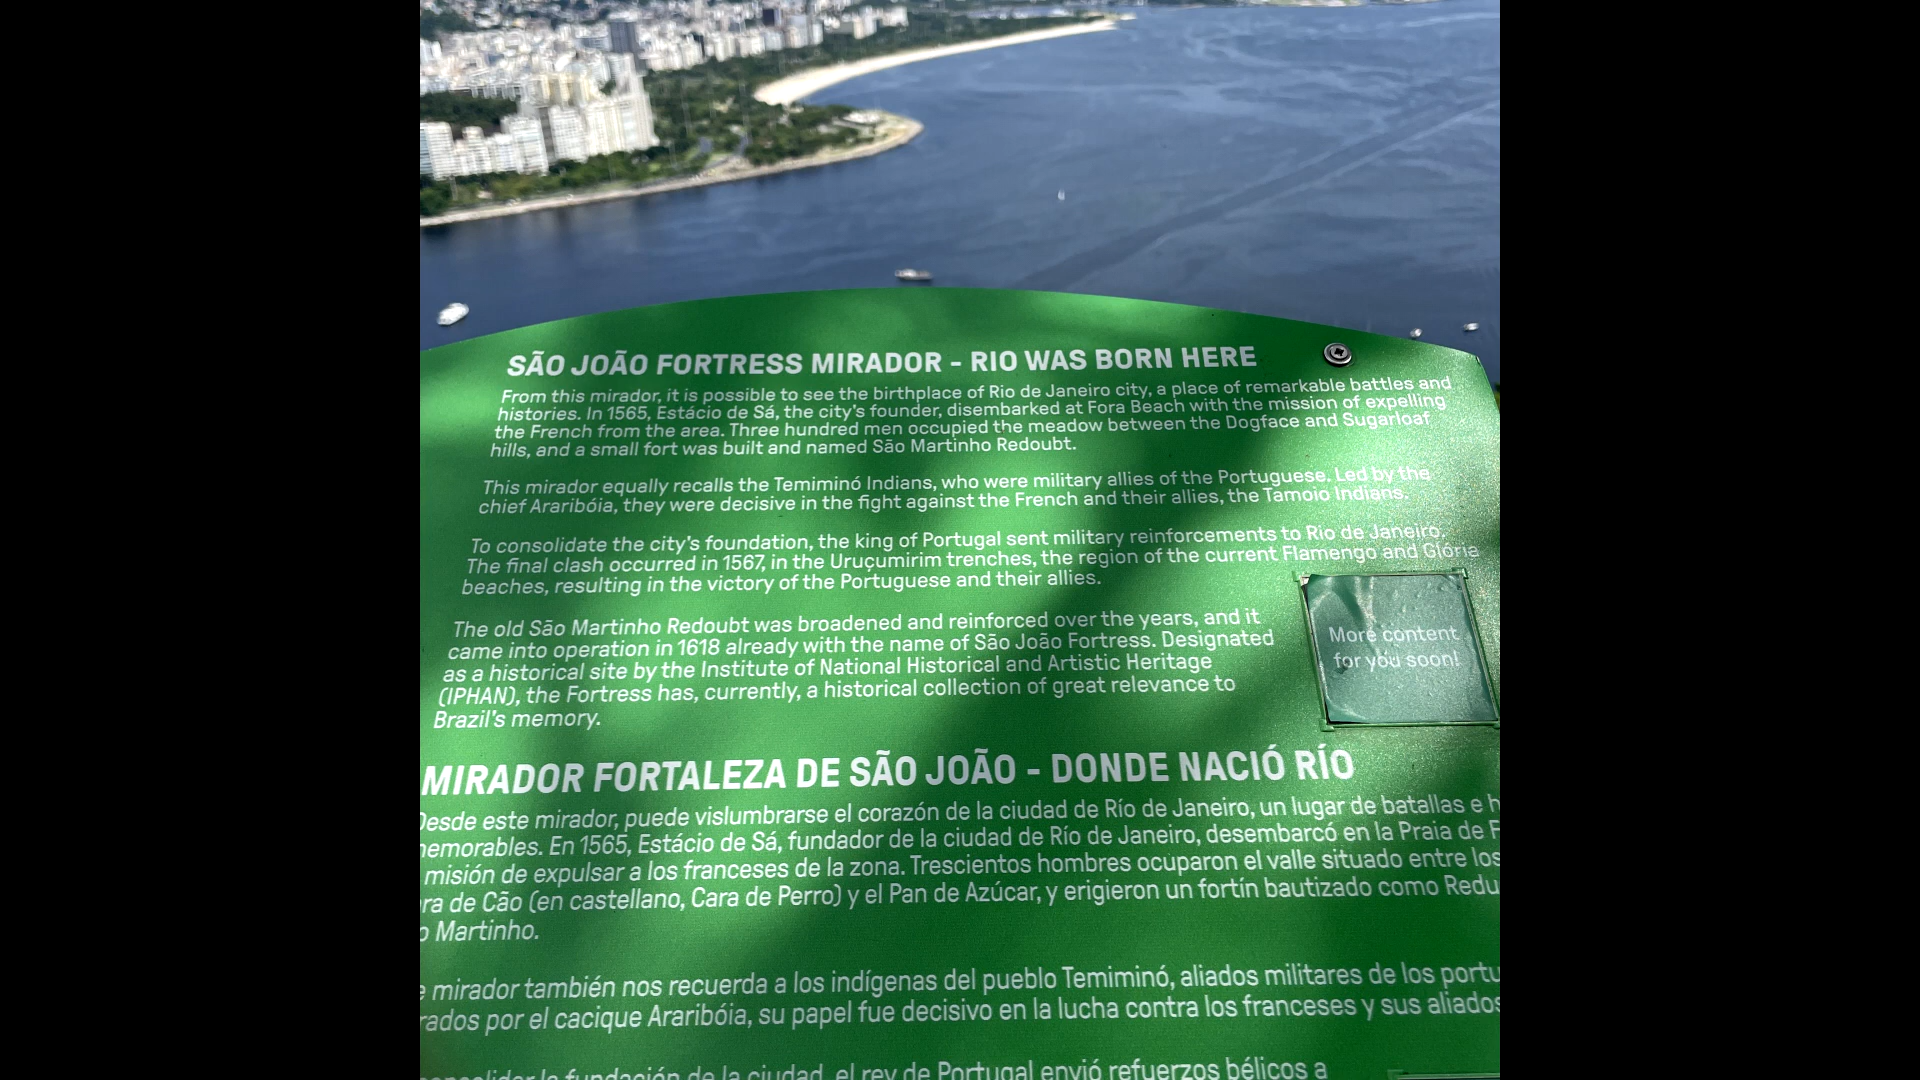 SÃO JOÃO FORTRESS MIRADOR - RIO WAS BORN HERE
From this mirador, it is possible to see the birthplace of Rio de Janeiro city, a place of remarkable battles and
histories. In 1565, Estácio de Sá, the city's founder, disembarked at Fora Beach with the mission of expelling
the French from the area. Three hundred men occupied the meadow between the Dogface and Sugarloaf
hills, and a small fort was built and named São Martinho Redoubt.
This mirador equally recalls the Temiminó Indians, who were military allies of the Portuguese. Led by the
chief Araribóia, they were decisive in the fight against the French and their allies, the Tamoio Indians.
To consolidate the city's foundation, the king of Portugal sent military reinforcements to Rio de Janeiro.
The final clash occurred in 1567, in the Uruçumirim trenches, the region of the current Flamengo and Glória
beaches, resulting in the victory of the Portuguese and their allies.
The old São Martinho Redoubt was broadened and reinforced over the years, and it
came into operation in 1618 already with the name of São João Fortress. Designated
as a historical site by the Institute of National Historical and Artistic Heritage
(IPHAN), the Fortress has, currently, a historical collection of great relevance to
Brazil's memory.
More content
for you soon!
MIRADOR FORTALEZA DE SÃO JOÃO - DONDE NACIÓ RÍO
Desde este mirador, puede vislumbrarse el corazón de la ciudad de Río de Janeiro, un lugar de batallas e h
emorables. En 1565, Estácio de Sá, fundador de la ciudad de Río de Janeiro, desembarcó en la Praia de F
misión de expulsar a los franceses de la zona. Trescientos hombres ocuparon el valle situado entre los
ra de Cão (en castellano, Cara de Perro) y el Pan de Azúcar, y erigieron un fortín bautizado como Redu
o Martinho.
e mirador también nos recuerda a los indígenas del pueblo Temiminó, aliados militares de los portu
rados por el cacique Araribóia, su papel fue decisivo en la lucha contra los franceses y sus aliados
consolidar la fundación de la ciudad, el rey de Portugal envió refuerzos bélicos a